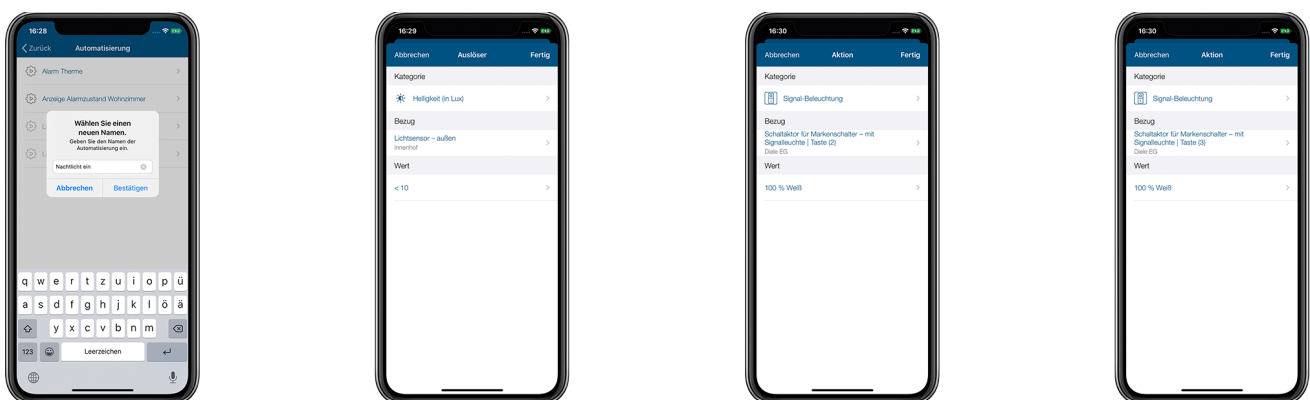 16:28
Zurück Automatisierung
Alarm Therme
Anzeige Alarmzustand Wohnzimmer
L
L
Wählen Sie einen
neuen Namen.
Geben Sie den Namen der
Automatisierung ein.
Nachtlicht ein
Abbrechen Bestätigen
q w e r t z u i o p ü
a s d f g h j k l ö ä
y x c v b n m
123 Leerzeichen
16:29
Abbrechen Auslöser Fertig
Kategorie
Helligkeit (in Lux)
Bezug
Lichtsensor – außen
Innenhof
Wert
< 10
16:30
Abbrechen Aktion Fertig
Kategorie
Signal-Beleuchtung
Bezug
Schaltaktor für Markenschalter – mit
Signalleuchte | Taste (2)
Diele EG
Wert
100 % Weiß
16:30
Abbrechen Aktion Fertig
Kategorie
Signal-Beleuchtung
Bezug
Schaltaktor für Markenschalter – mit
Signalleuchte | Taste (3)
Diele EG
Wert
100 % Weiß